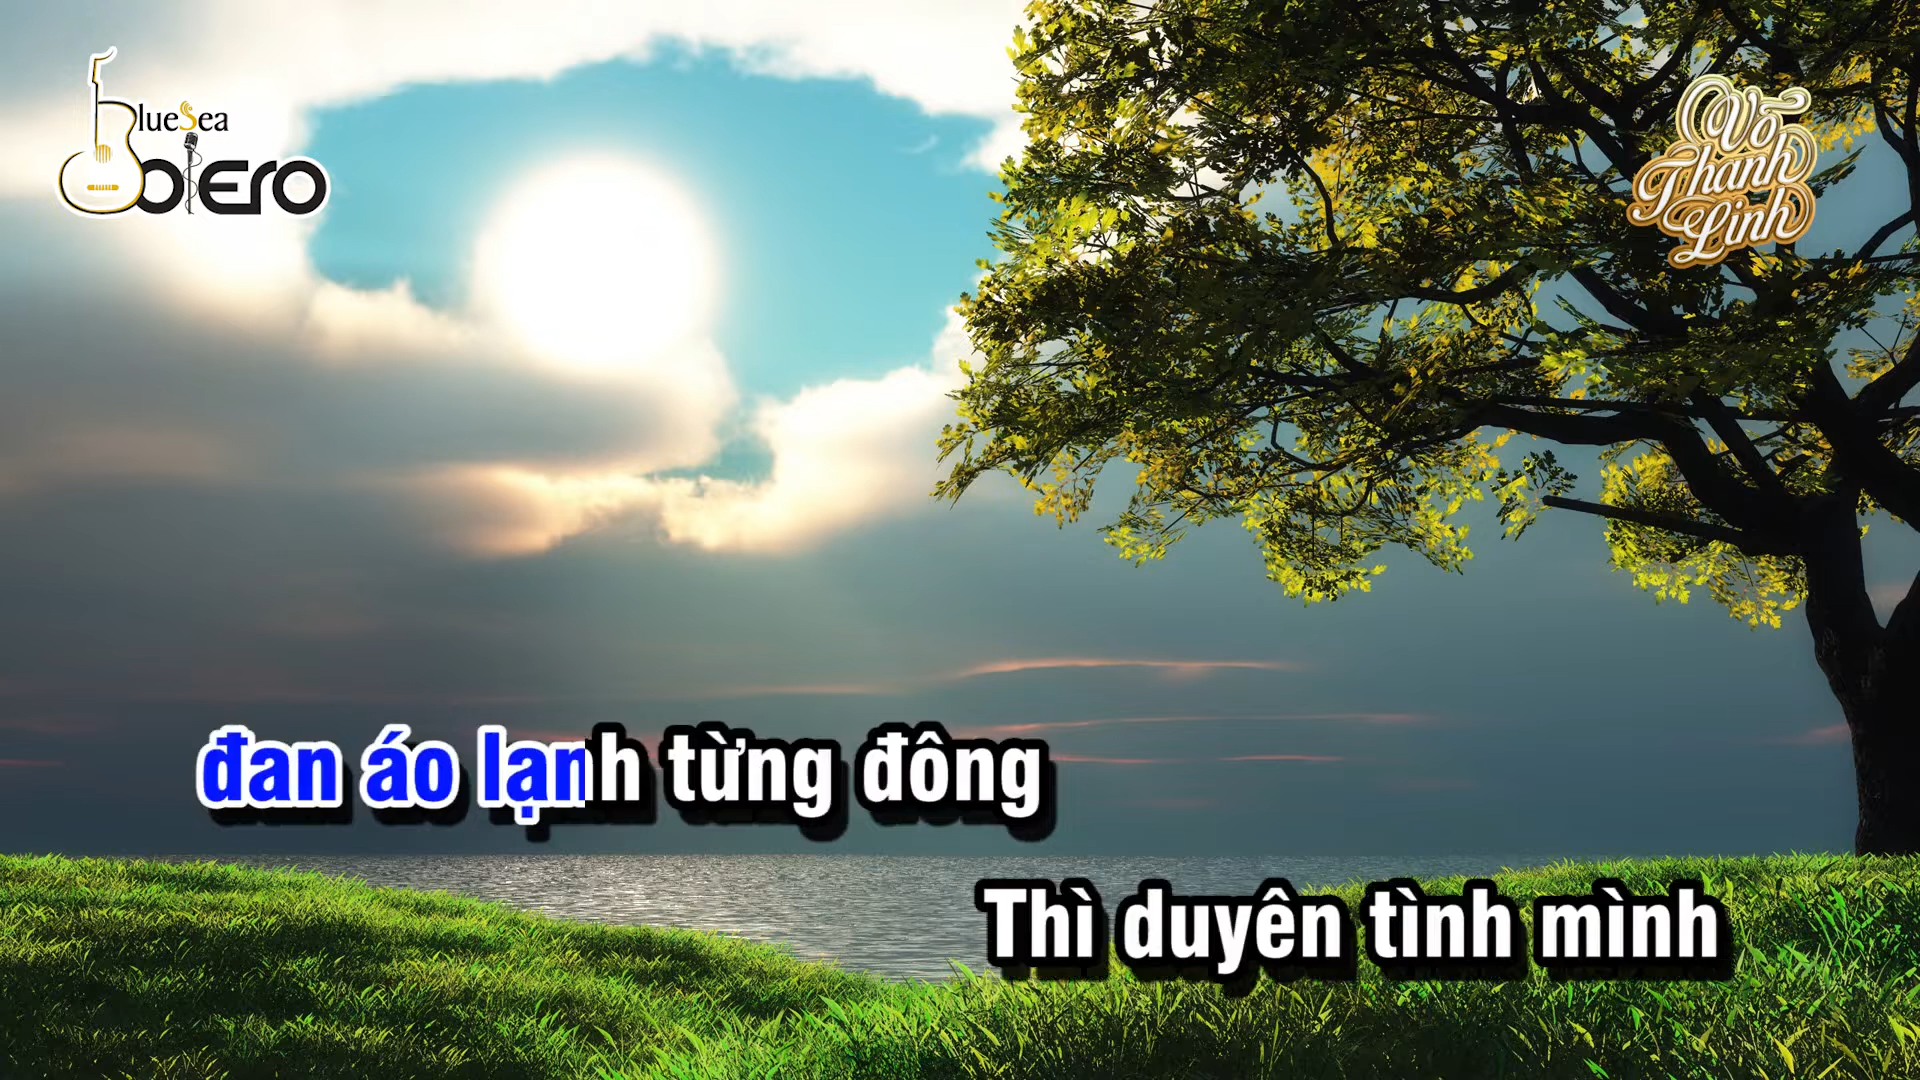 BlueSea
Bolero
Võ
Thanh
Linh
đan áo lạnh từng đông
Thì duyên tình mình